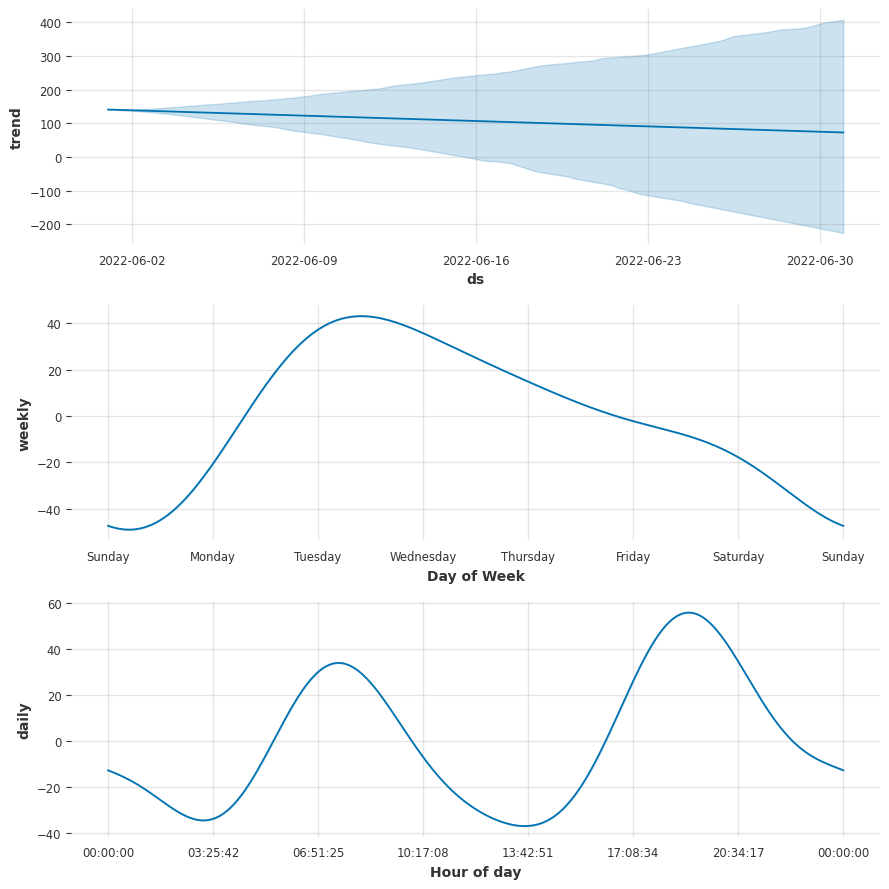 400
300
200
100
0
−100
−200
trend
2022-06-02 2022-06-09 2022-06-16 2022-06-23 2022-06-30
ds
40
20
0
−20
−40
weekly
Sunday Monday Tuesday Wednesday Thursday Friday Saturday Sunday
Day of Week
60
40
20
0
−20
−40
daily
00:00:00 03:25:42 06:51:25 10:17:08 13:42:51 17:08:34 20:34:17 00:00:00
Hour of day